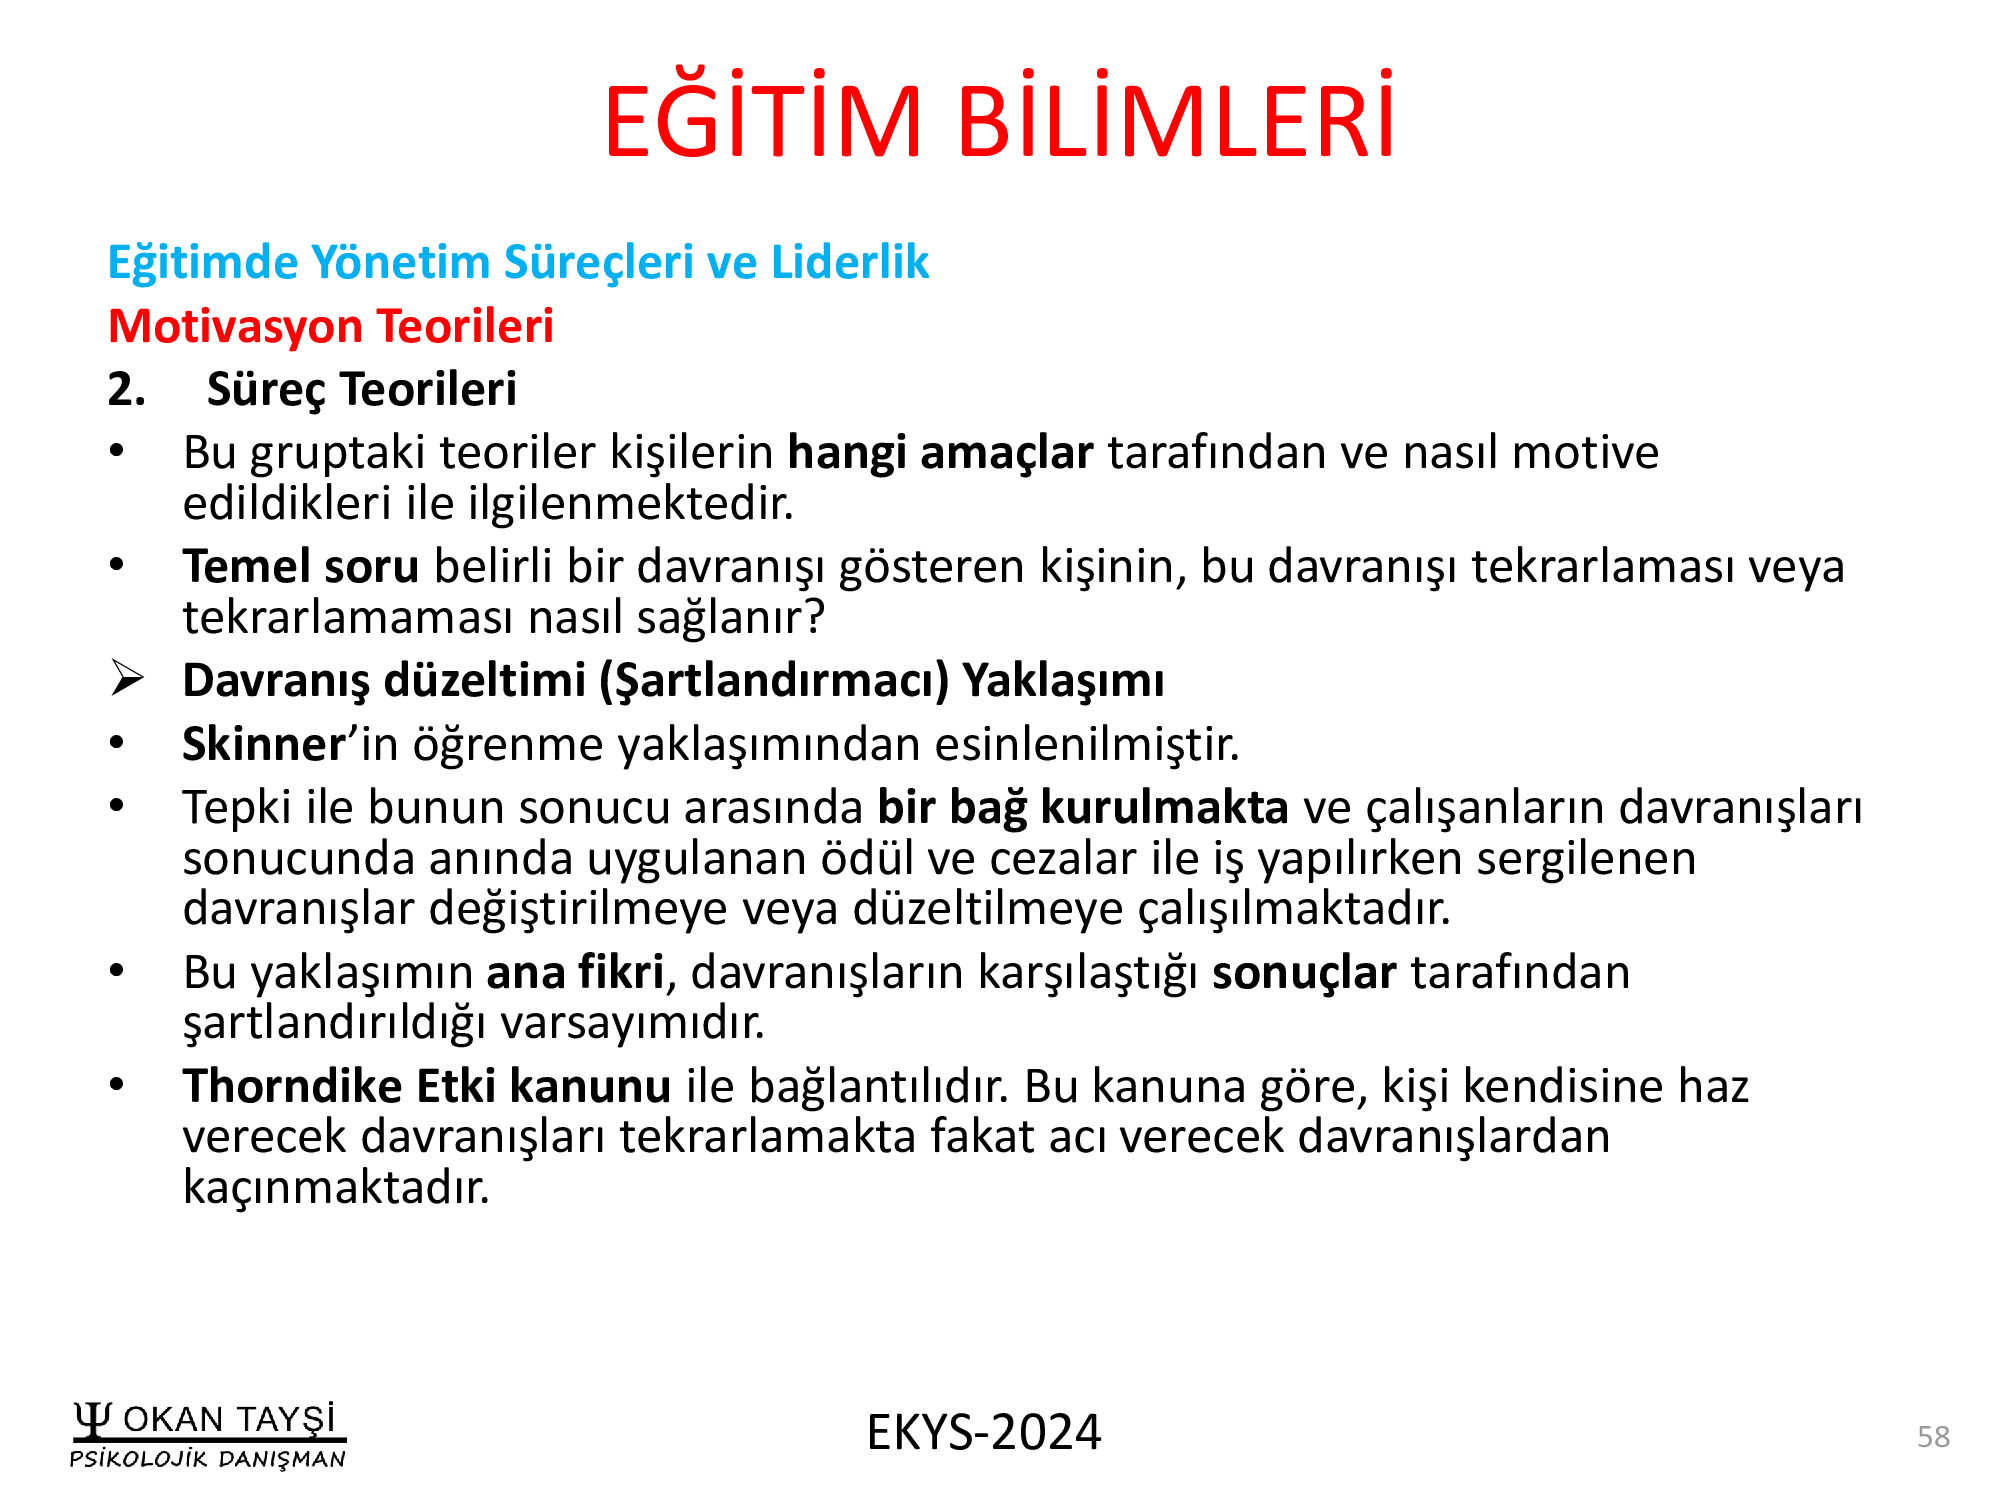 EĞİTİM BİLİMLERİ
Eğitimde Yönetim Süreçleri ve Liderlik
Motivasyon Teorileri
2. Süreç Teorileri
• Bu gruptaki teoriler kişilerin hangi amaçlar tarafından ve nasıl motive
edildikleri ile ilgilenmektedir.
• Temel soru belirli bir davranışı gösteren kişinin, bu davranışı tekrarlaması veya
tekrarlamaması nasıl sağlanır?
➢ Davranış düzeltimi (Şartlandırmacı) Yaklaşımı
• Skinner’in öğrenme yaklaşımından esinlenilmiştir.
• Tepki ile bunun sonucu arasında bir bağ kurulmakta ve çalışanların davranışları
sonucunda anında uygulanan ödül ve cezalar ile iş yapılırken sergilenen
davranışlar değiştirilmeye veya düzeltilmeye çalışılmaktadır.
• Bu yaklaşımın ana fikri, davranışların karşılaştığı sonuçlar tarafından
şartlandırıldığı varsayımıdır.
• Thorndike Etki kanunu ile bağlantılıdır. Bu kanuna göre, kişi kendisine haz
verecek davranışları tekrarlamakta fakat acı verecek davranışlardan
kaçınmaktadır.
Ψ OKAN TAYŞİ
PSİKOLOJİK DANIŞMAN
EKYS-2024
58